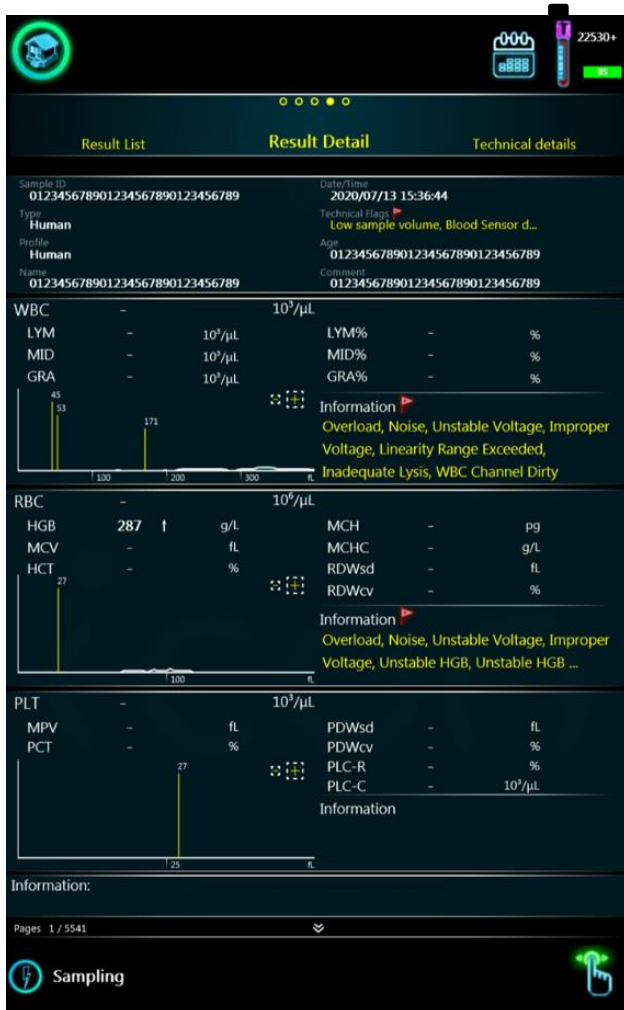 22530+
BS
Result List Result Detail Technical details
Sample ID Date/Time
012345678901234567890123456789 2020/07/13 15:36:44
Type Technical Flags
Human Low sample volume, Blood Sensor d...
Profile Age
Human 012345678901234567890123456789
Name Comment
012345678901234567890123456789 012345678901234567890123456789
WBC - 10³/µL
LYM - 10³/µL LYM% - %
MID - 10³/µL MID% - %
GRA - 10³/µL GRA% - %
45
53
171
100 200 300 fL
Information
Overload, Noise, Unstable Voltage, Improper
Voltage, Linearity Range Exceeded,
Inadequate Lysis, WBC Channel Dirty
RBC - 10⁶/µL
HGB 287 ↑ g/L MCH - pg
MCV - fL MCHC - g/L
HCT - % RDWsd - fL
27 RDWcv - %
100 fL
Information
Overload, Noise, Unstable Voltage, Improper
Voltage, Unstable HGB, Unstable HGB ...
PLT - 10³/µL
MPV - fL PDWsd - fL
PCT - % PDWcv - %
27 PLC-R - %
PLC-C - 10³/µL
25 fL
Information
Information:
Pages 1 / 5541
Sampling